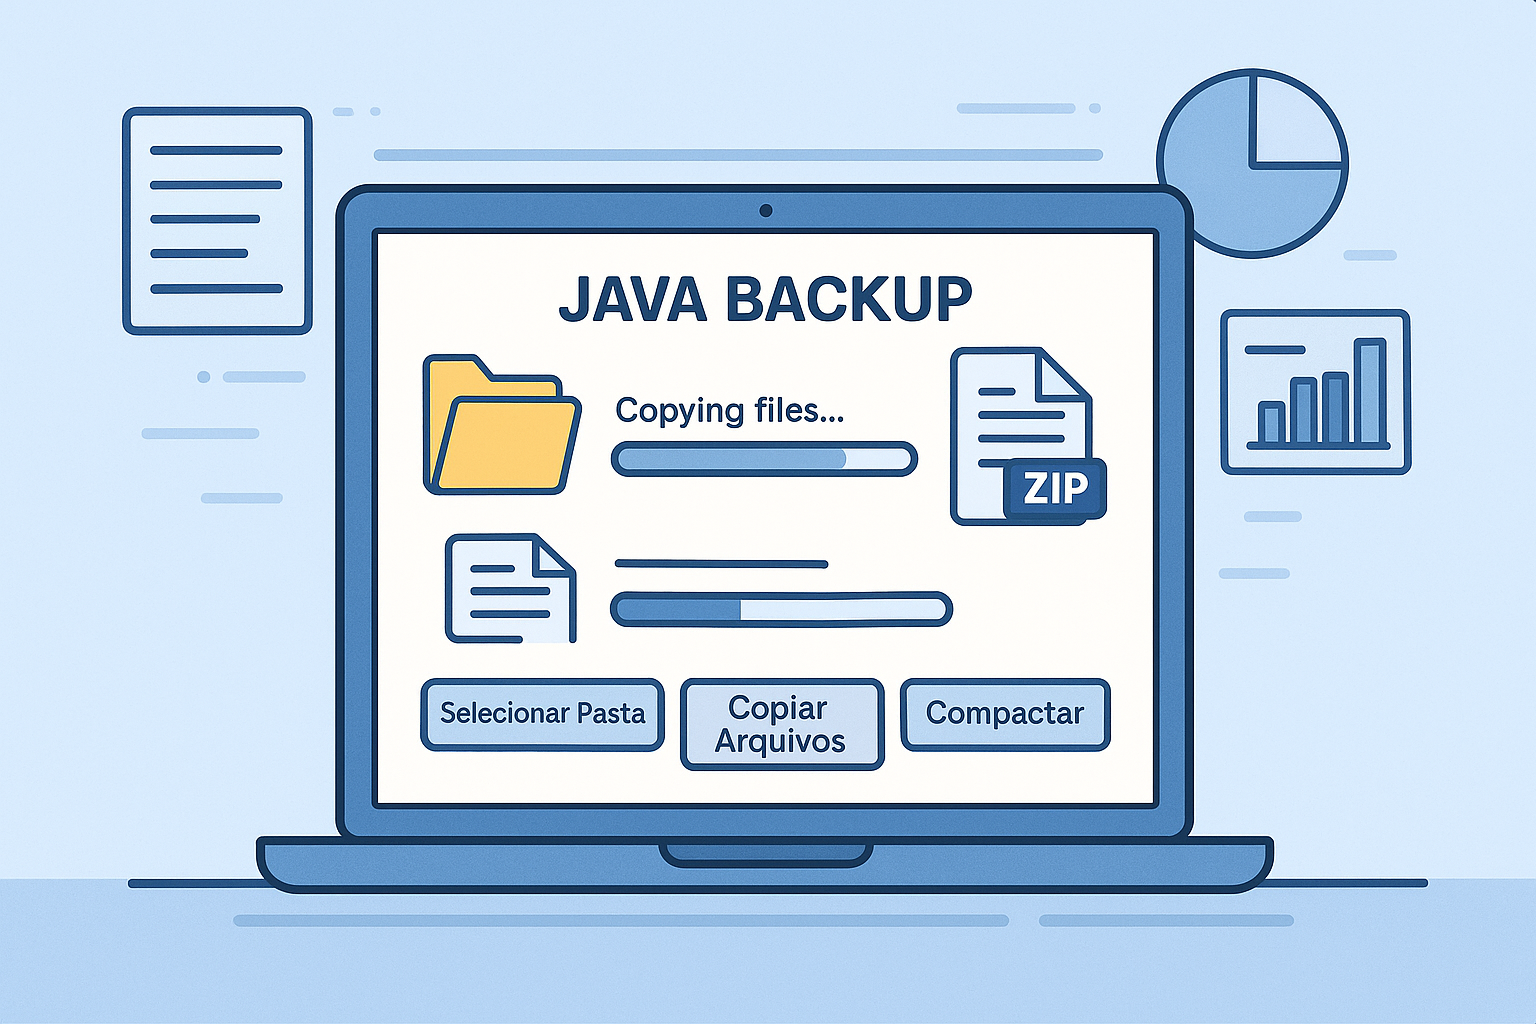 JAVA BACKUP
Copying files...
ZIP
Selecionar Pasta
Copiar
Arquivos
Compactar